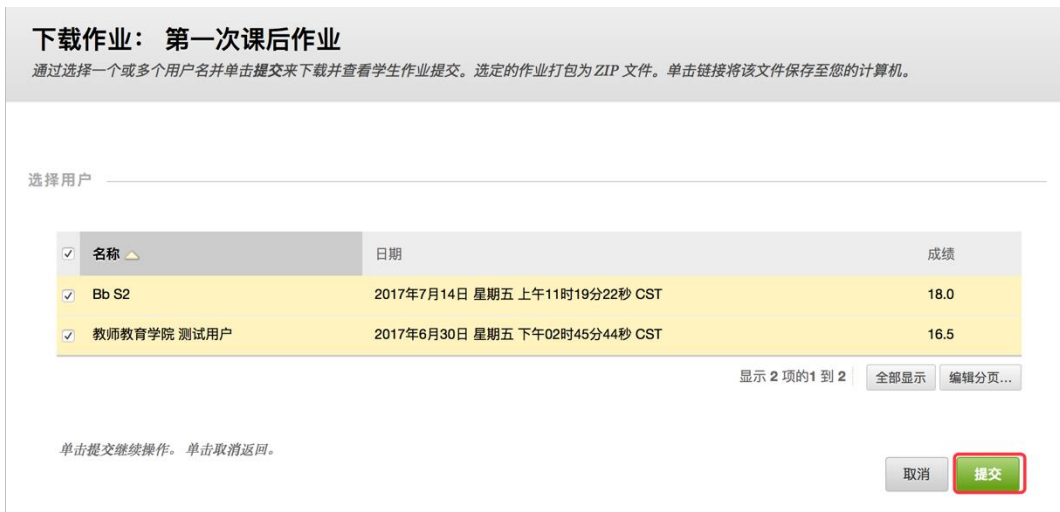 下载作业： 第一次课后作业
通过选择一个或多个用户名并单击提交来下载并查看学生作业提交。选定的作业打包为 ZIP 文件。单击链接将该文件保存至您的计算机。
选择用户
名称 日期 成绩
Bb S2 2017年7月14日 星期五 上午11时19分22秒 CST 18.0
教师教育学院 测试用户 2017年6月30日 星期五 下午02时45分44秒 CST 16.5
显示 2 项的1 到 2 全部显示 编辑分页...
单击提交继续操作。 单击取消返回。
取消 提交